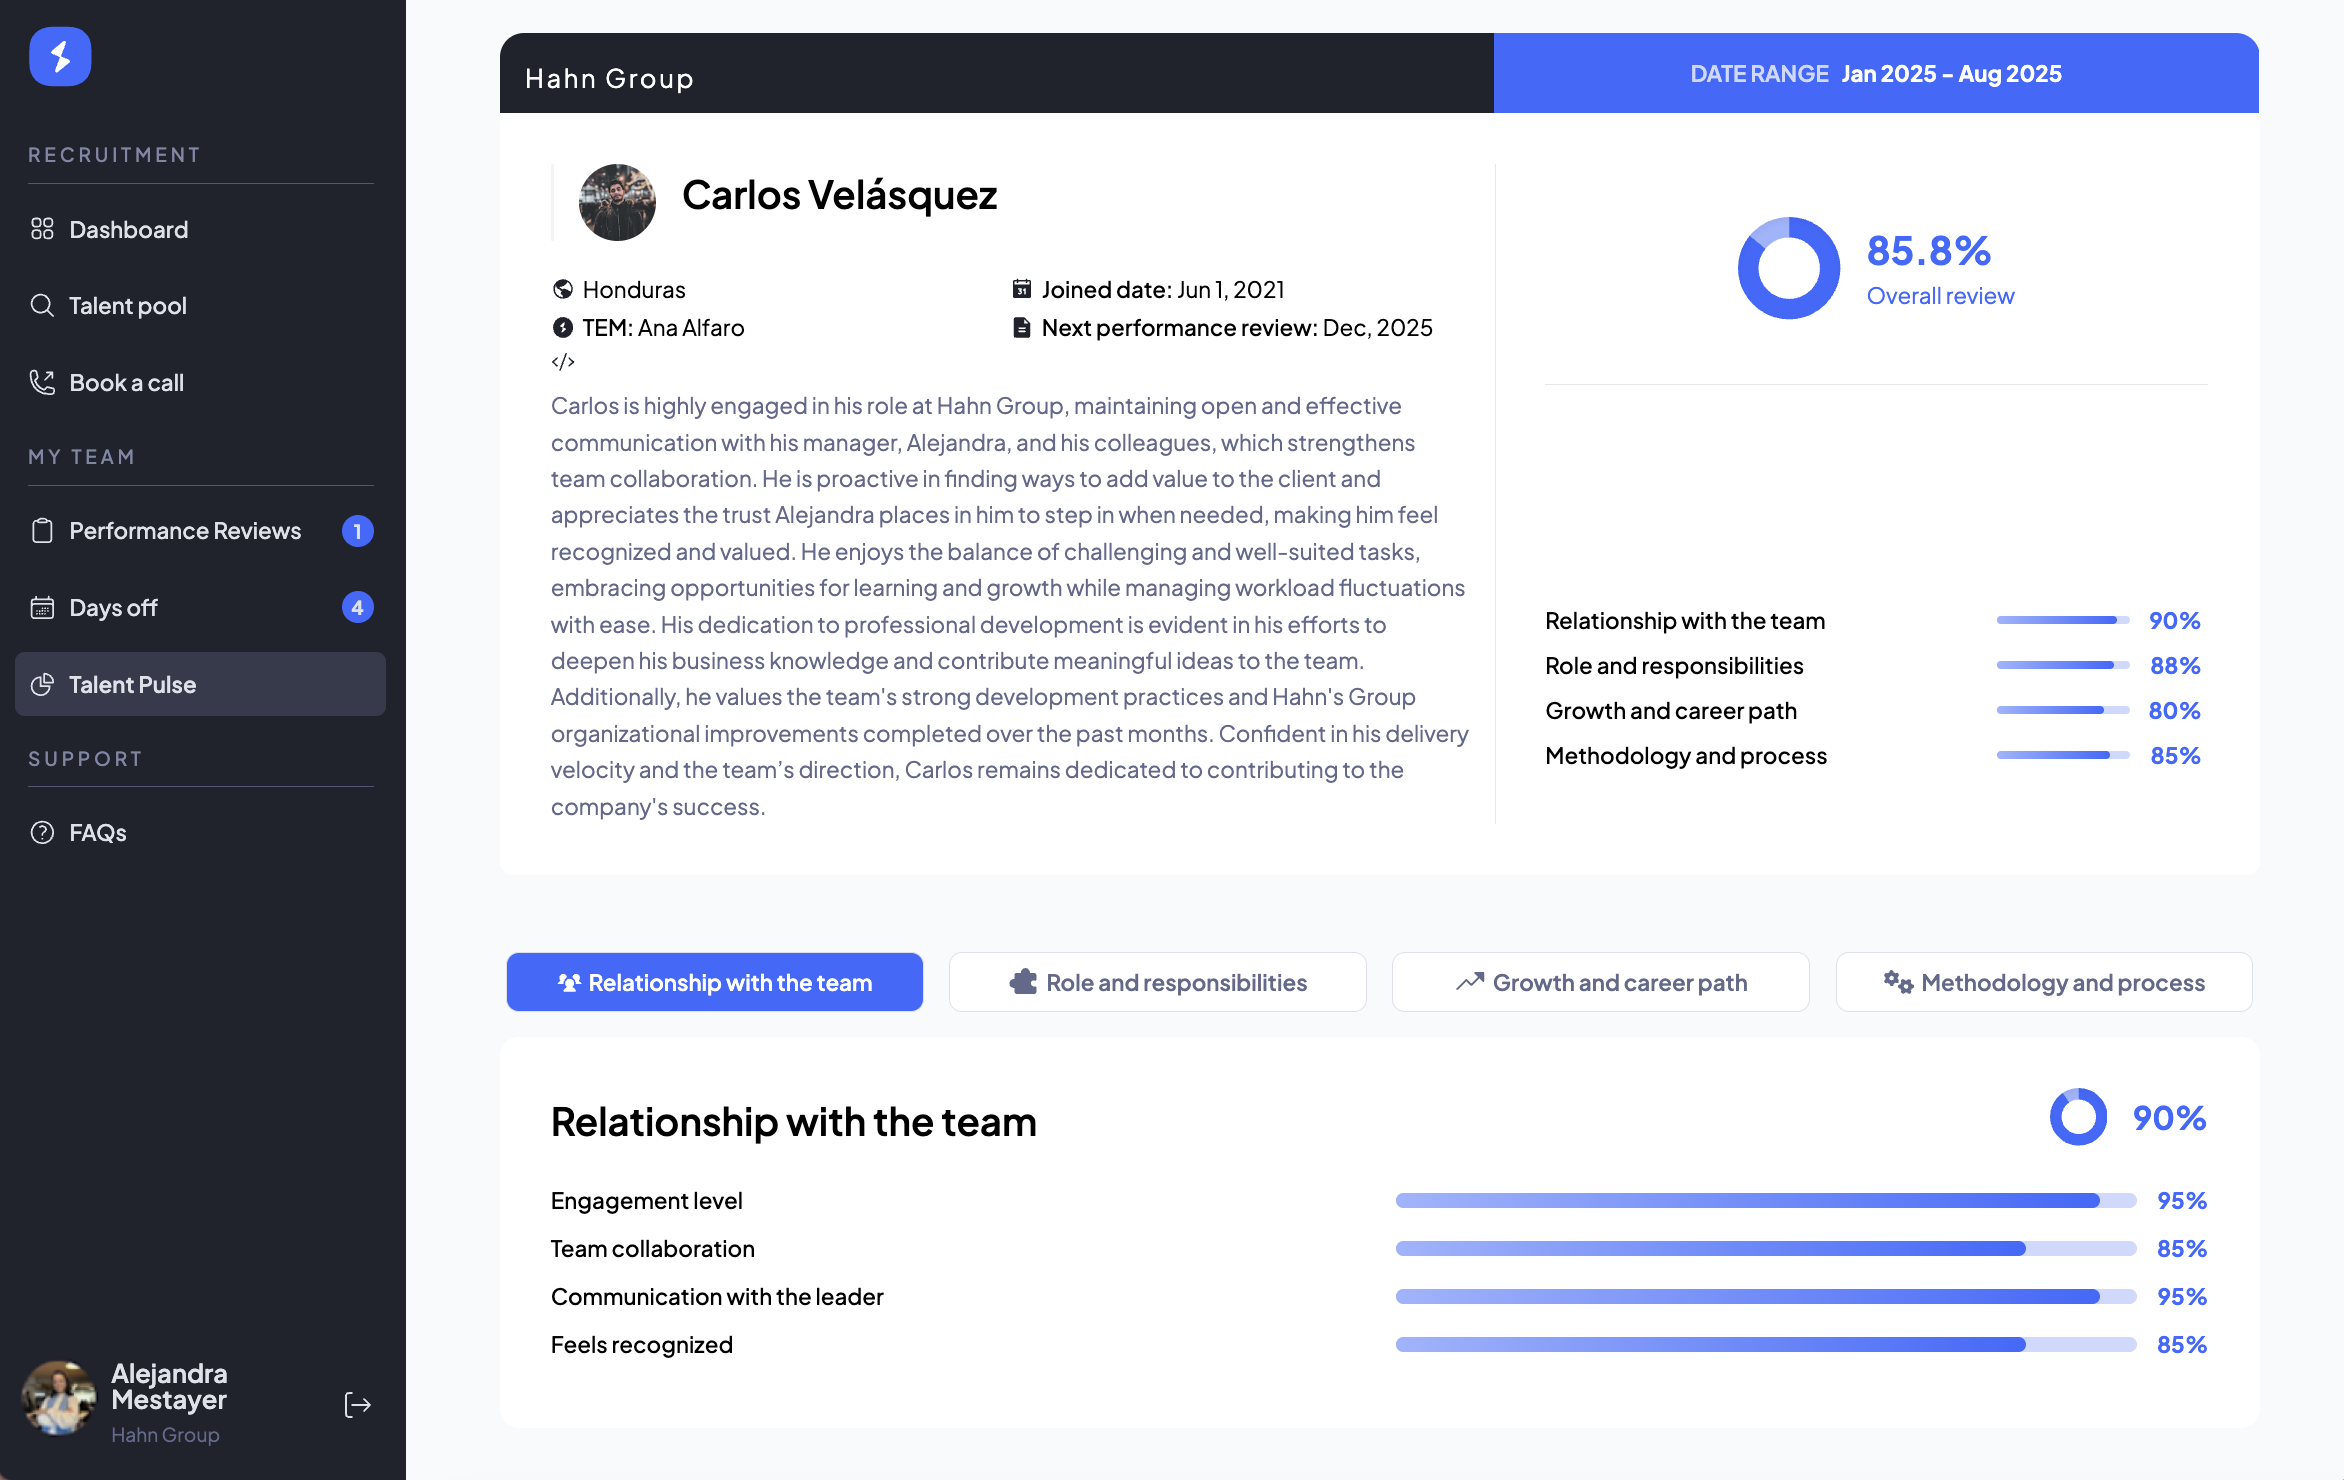 RECRUITMENT
Dashboard
Talent pool
Book a call
MY TEAM
Performance Reviews 1
Days off 4
Talent Pulse
SUPPORT
FAQs
Alejandra
Mestayer
Hahn Group
Hahn Group
DATE RANGE Jan 2025 - Aug 2025
Carlos Velásquez
Honduras
TEM: Ana Alfaro
Joined date: Jun 1, 2021
Next performance review: Dec, 2025
</>
Carlos is highly engaged in his role at Hahn Group, maintaining open and effective
communication with his manager, Alejandra, and his colleagues, which strengthens
team collaboration. He is proactive in finding ways to add value to the client and
appreciates the trust Alejandra places in him to step in when needed, making him feel
recognized and valued. He enjoys the balance of challenging and well-suited tasks,
embracing opportunities for learning and growth while managing workload fluctuations
with ease. His dedication to professional development is evident in his efforts to
deepen his business knowledge and contribute meaningful ideas to the team.
Additionally, he values the team's strong development practices and Hahn's Group
organizational improvements completed over the past months. Confident in his delivery
velocity and the team’s direction, Carlos remains dedicated to contributing to the
company's success.
85.8%
Overall review
Relationship with the team 90%
Role and responsibilities 88%
Growth and career path 80%
Methodology and process 85%
Relationship with the team
Role and responsibilities
Growth and career path
Methodology and process
Relationship with the team 90%
Engagement level 95%
Team collaboration 85%
Communication with the leader 95%
Feels recognized 85%